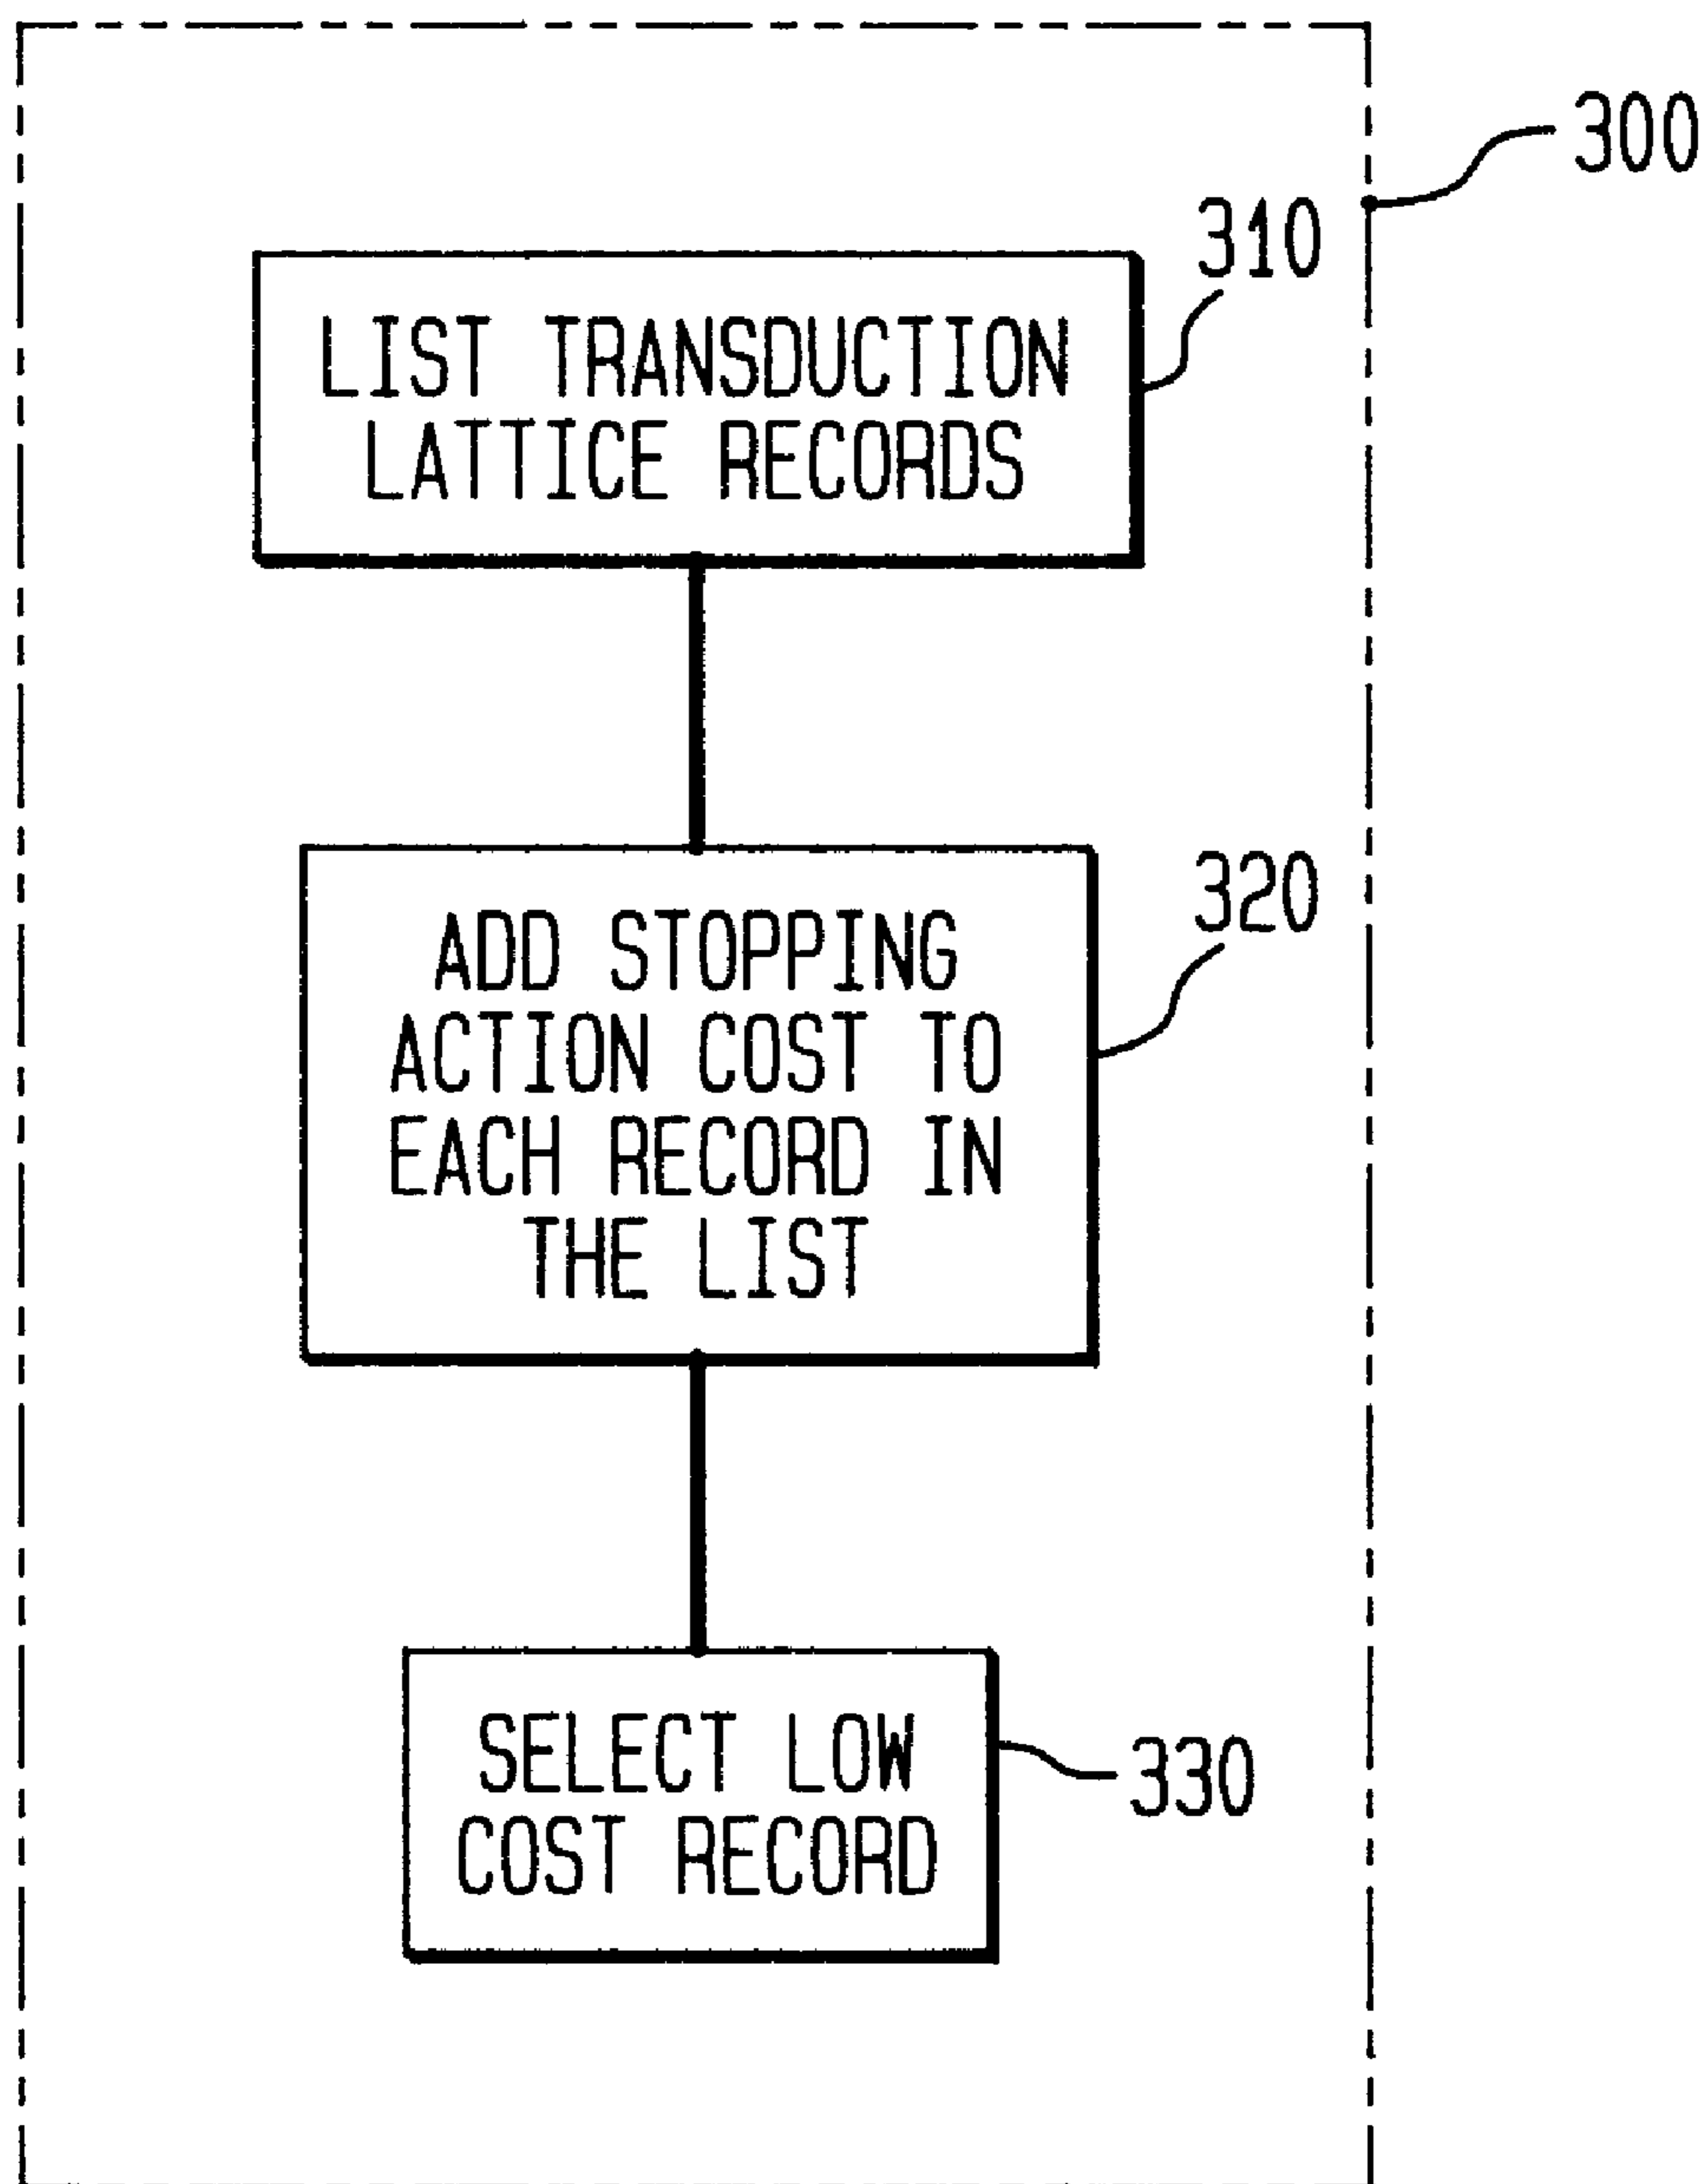 300
310
LIST TRANSDUCTION
LATTICE RECORDS
320
ADD STOPPING
ACTION COST TO
EACH RECORD IN
THE LIST
SELECT LOW
COST RECORD
330